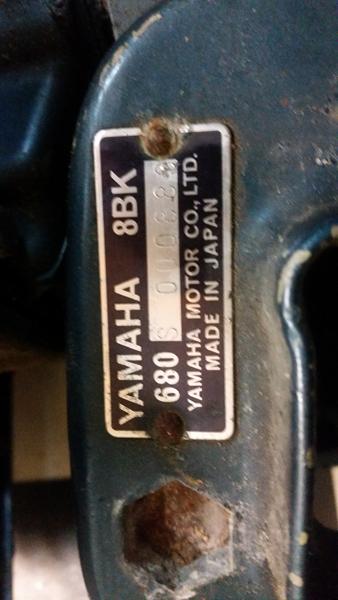 YAMAHA 8BK
680 S
YAMAHA MOTOR CO., LTD.
MADE IN JAPAN